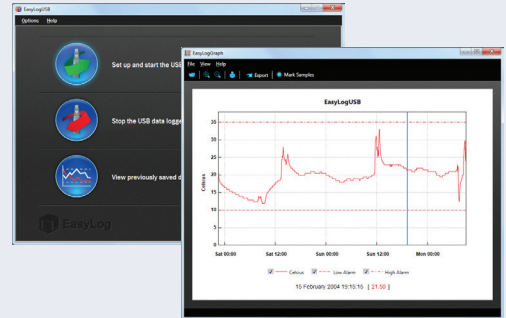 EasyLogUSB
Options Help
Set up and start the USB
Stop the USB data logge
View previously saved d
EasyLog
EasyLogGraph
File View Help
Export Mark Samples
EasyLogUSB
Celsius
35
30
25
20
15
10
5
0
Sat 00:00 Sat 12:00 Sun 00:00 Sun 12:00 Mon 00:00
Celsius Low Alarm High Alarm
15 February 2004 19:15:15 [ 21.50 ]